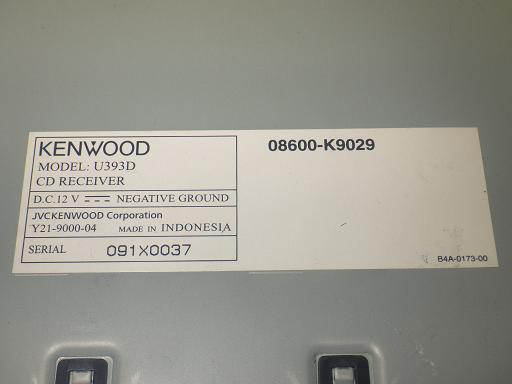 KENWOOD
MODEL: U393D
CD RECEIVER
D.C.12 V NEGATIVE GROUND
JVCKENWOOD Corporation
Y21-9000-04 MADE IN INDONESIA
SERIAL 091X0037
08600-K9029
B4A-0173-00